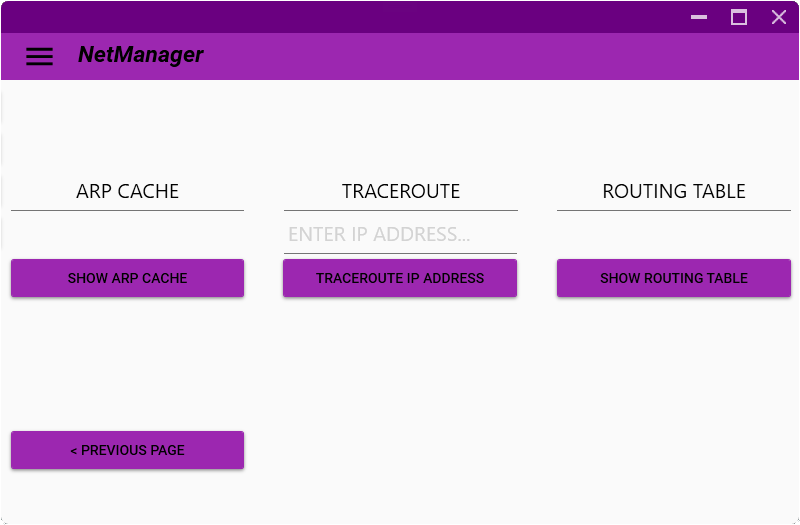 NetManager
ARP CACHE
TRACEROUTE
ROUTING TABLE
ENTER IP ADDRESS...
SHOW ARP CACHE
TRACEROUTE IP ADDRESS
SHOW ROUTING TABLE
< PREVIOUS PAGE